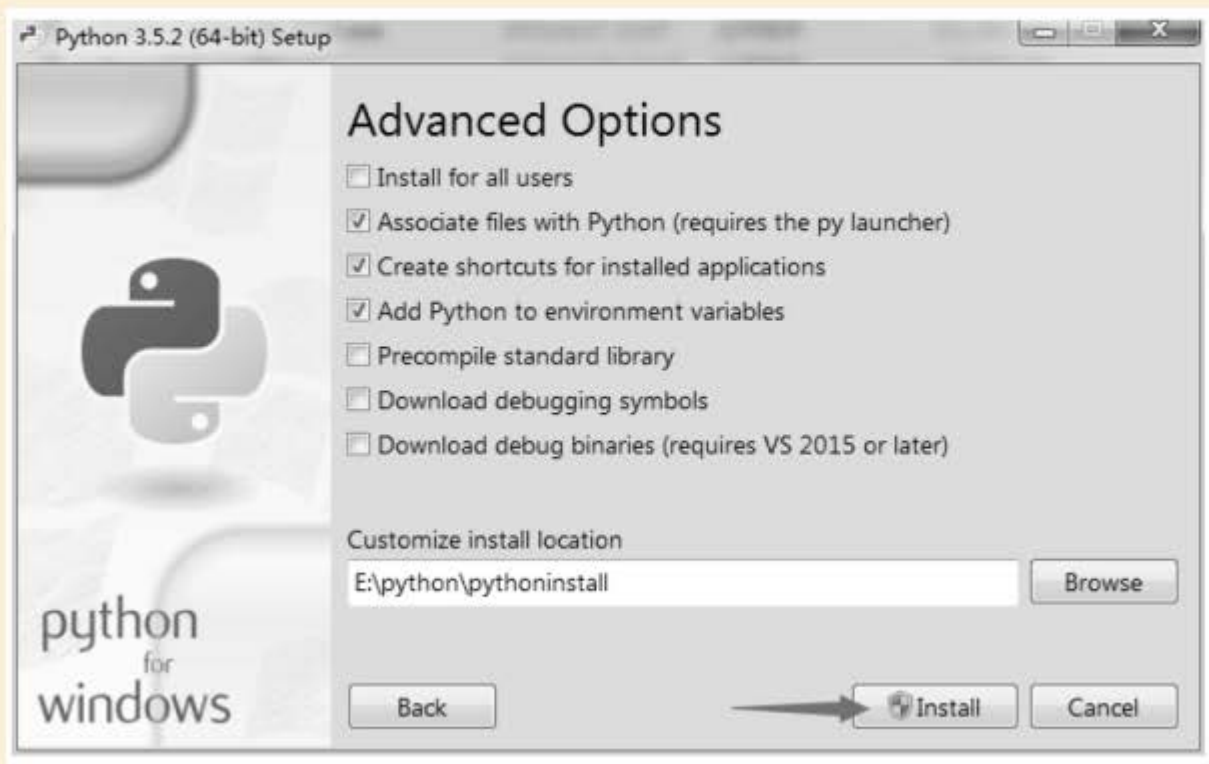 Python 3.5.2 (64-bit) Setup
Advanced Options
Install for all users
Associate files with Python (requires the py launcher)
Create shortcuts for installed applications
Add Python to environment variables
Precompile standard library
Download debugging symbols
Download debug binaries (requires VS 2015 or later)
Customize install location
E:\python\pythoninstall
Browse
python
for
windows
Back
Install
Cancel